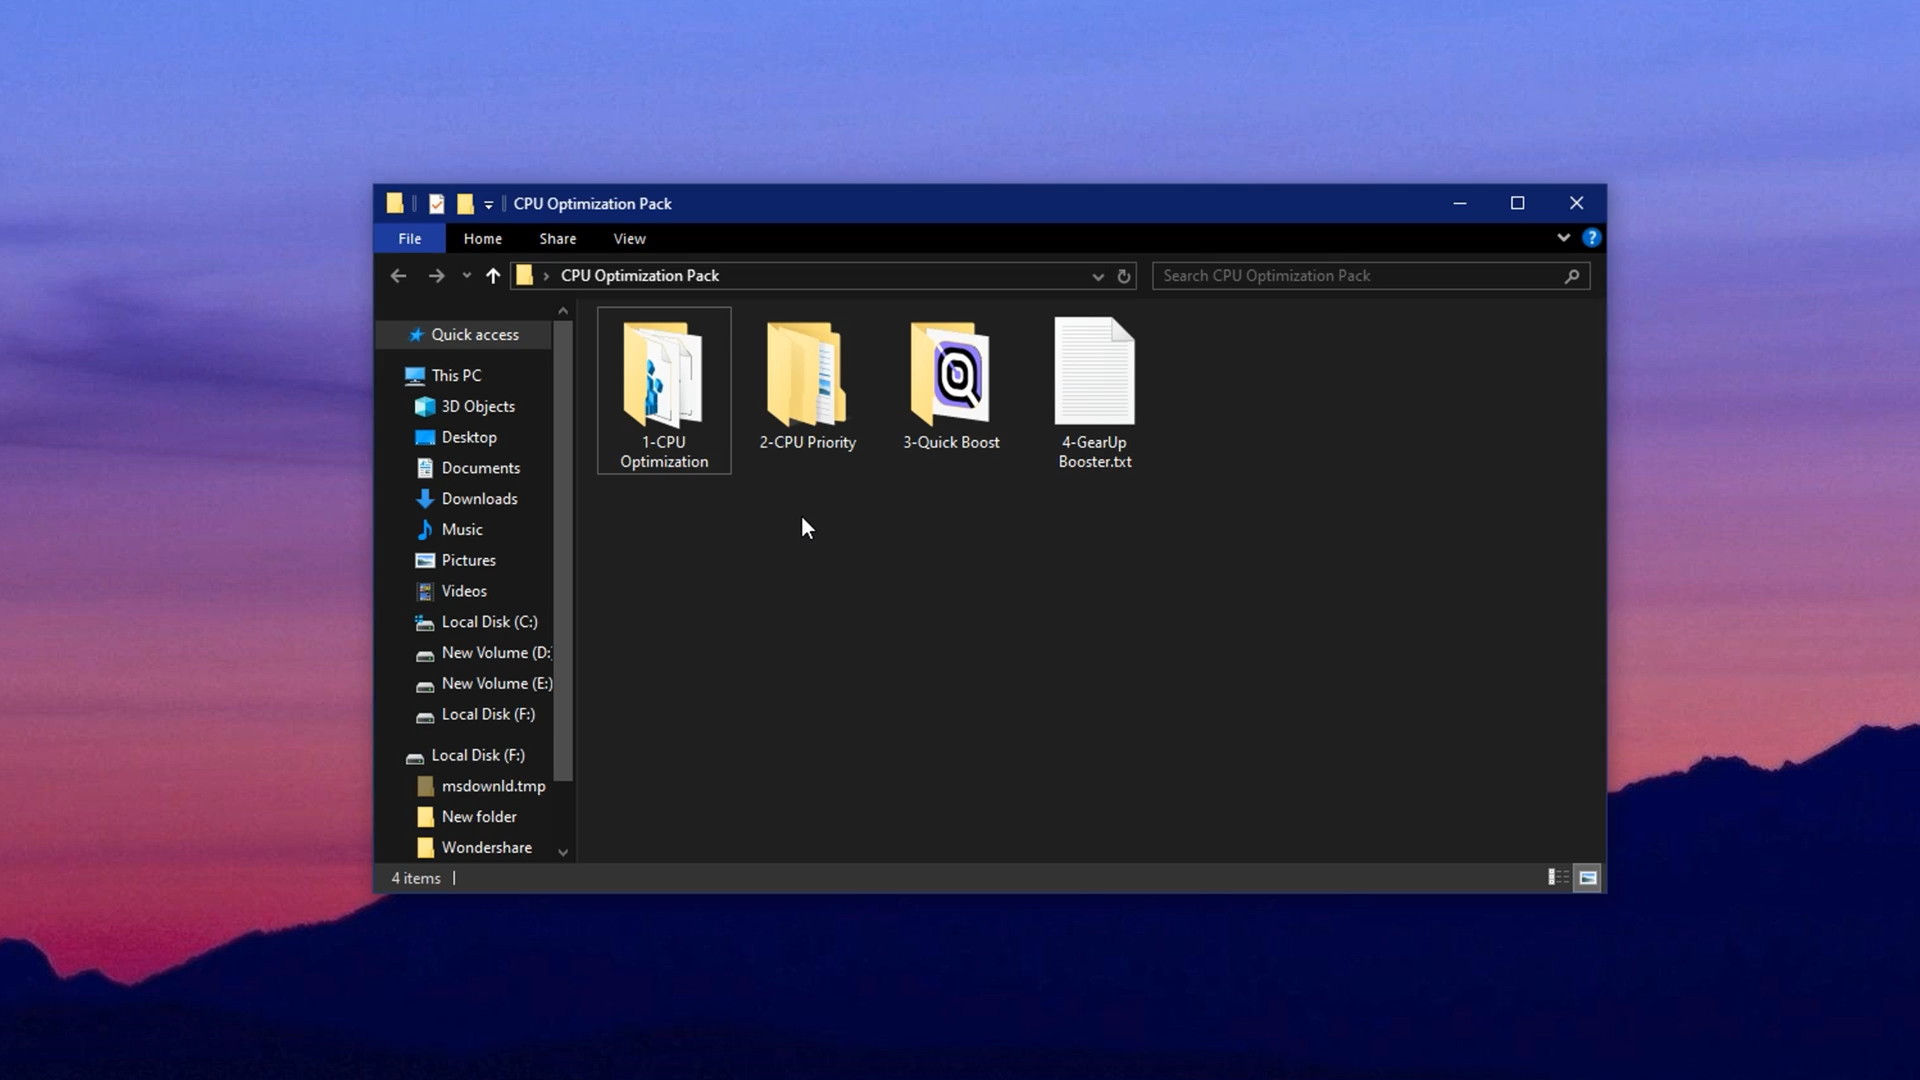 CPU Optimization Pack
File Home Share View
CPU Optimization Pack
Search CPU Optimization Pack
Quick access
This PC
3D Objects
Desktop
Documents
Downloads
Music
Pictures
Videos
Local Disk (C:)
New Volume (D:)
New Volume (E:)
Local Disk (F:)
Local Disk (F:)
msdownld.tmp
New folder
Wondershare
1-CPU
Optimization
2-CPU Priority
3-Quick Boost
4-GearUp
Booster.txt
4 items